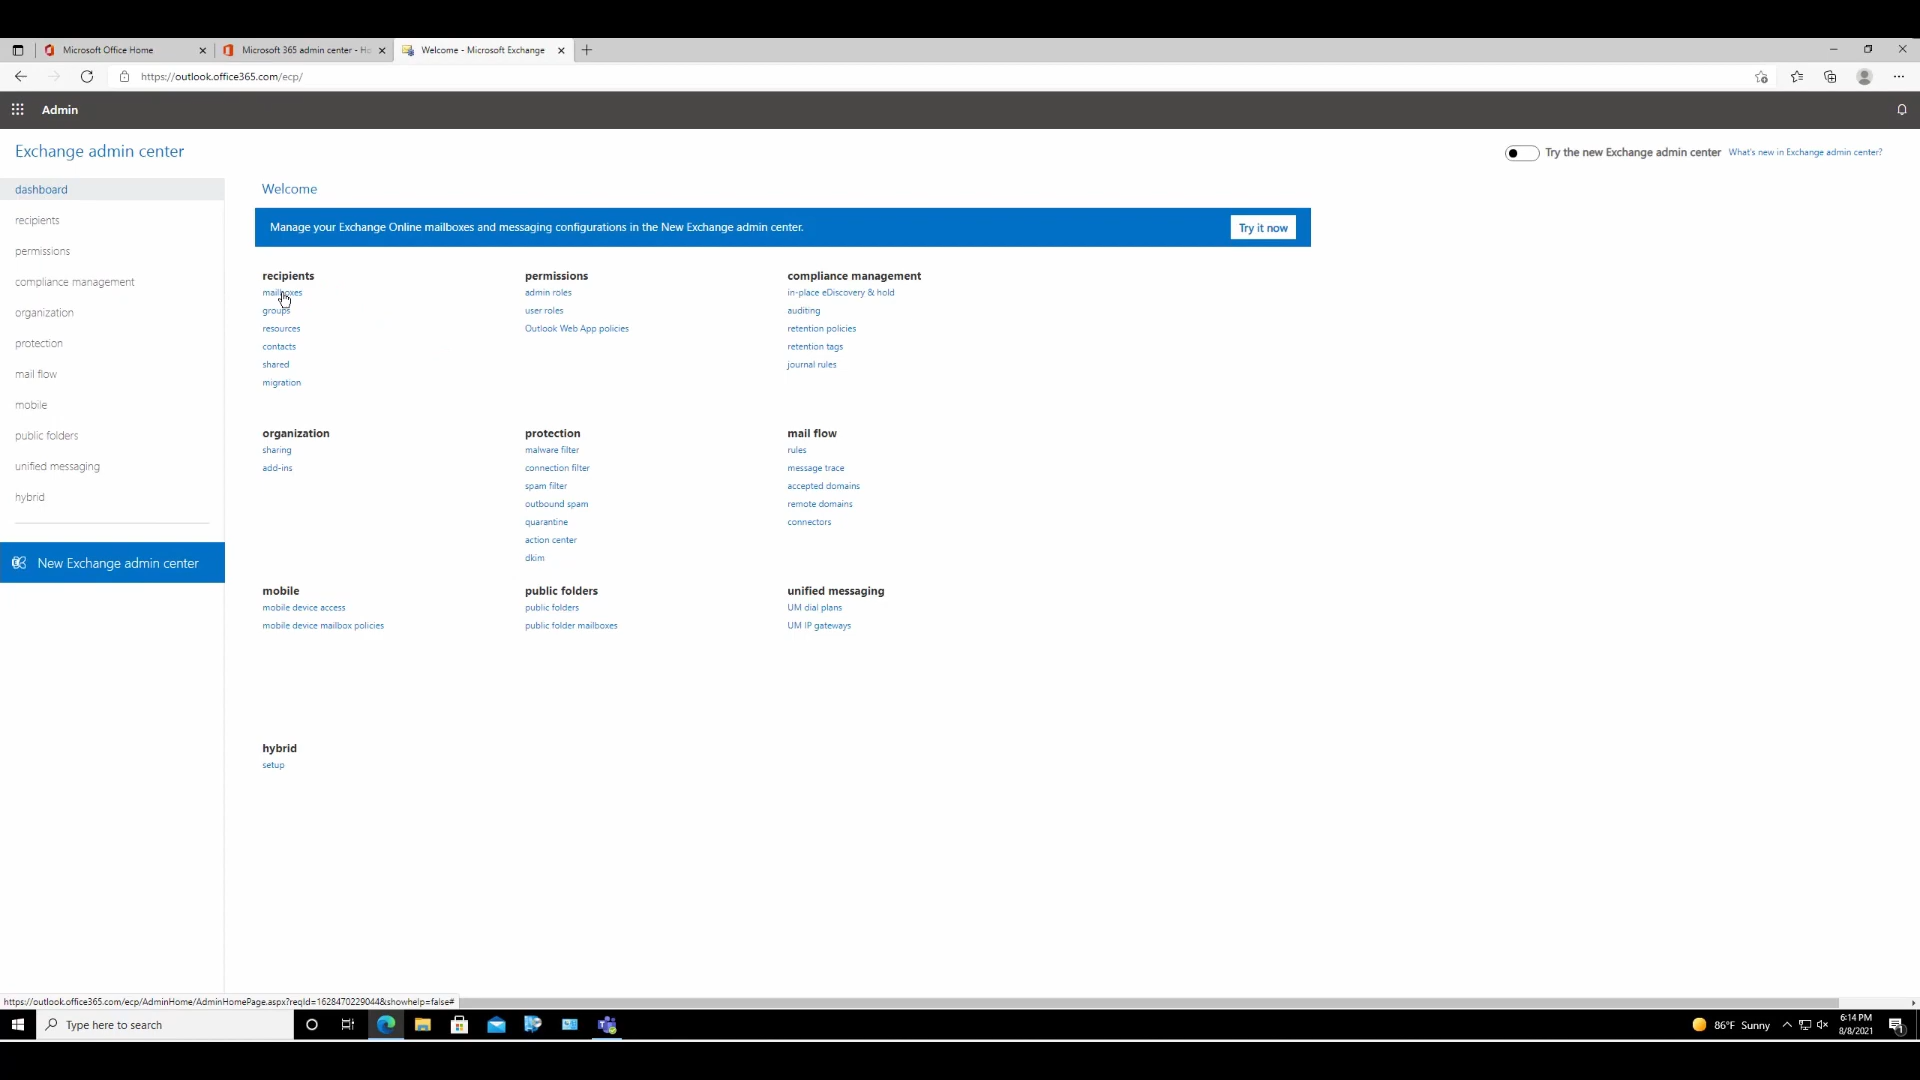 Microsoft Office Home
Microsoft 365 admin center - Ho
Welcome - Microsoft Exchange
https://outlook.office365.com/ecp/
Admin
Exchange admin center
Try the new Exchange admin center
What's new in Exchange admin center?
dashboard
recipients
permissions
compliance management
organization
protection
mail flow
mobile
public folders
unified messaging
hybrid
New Exchange admin center
Welcome
Manage your Exchange Online mailboxes and messaging configurations in the New Exchange admin center.
Try it now
recipients
mailboxes
groups
resources
contacts
shared
migration
permissions
admin roles
user roles
Outlook Web App policies
compliance management
in-place eDiscovery & hold
auditing
retention policies
retention tags
journal rules
organization
sharing
add-ins
protection
malware filter
connection filter
spam filter
outbound spam
quarantine
action center
dkim
mail flow
rules
message trace
accepted domains
remote domains
connectors
mobile
mobile device access
mobile device mailbox policies
public folders
public folders
public folder mailboxes
unified messaging
UM dial plans
UM IP gateways
hybrid
setup
https://outlook.office365.com/ecp/AdminHome/AdminHomePage.aspx?reqId=1628470229044&showhelp=false#
Type here to search
86°F Sunny
6:14 PM
8/8/2021
1